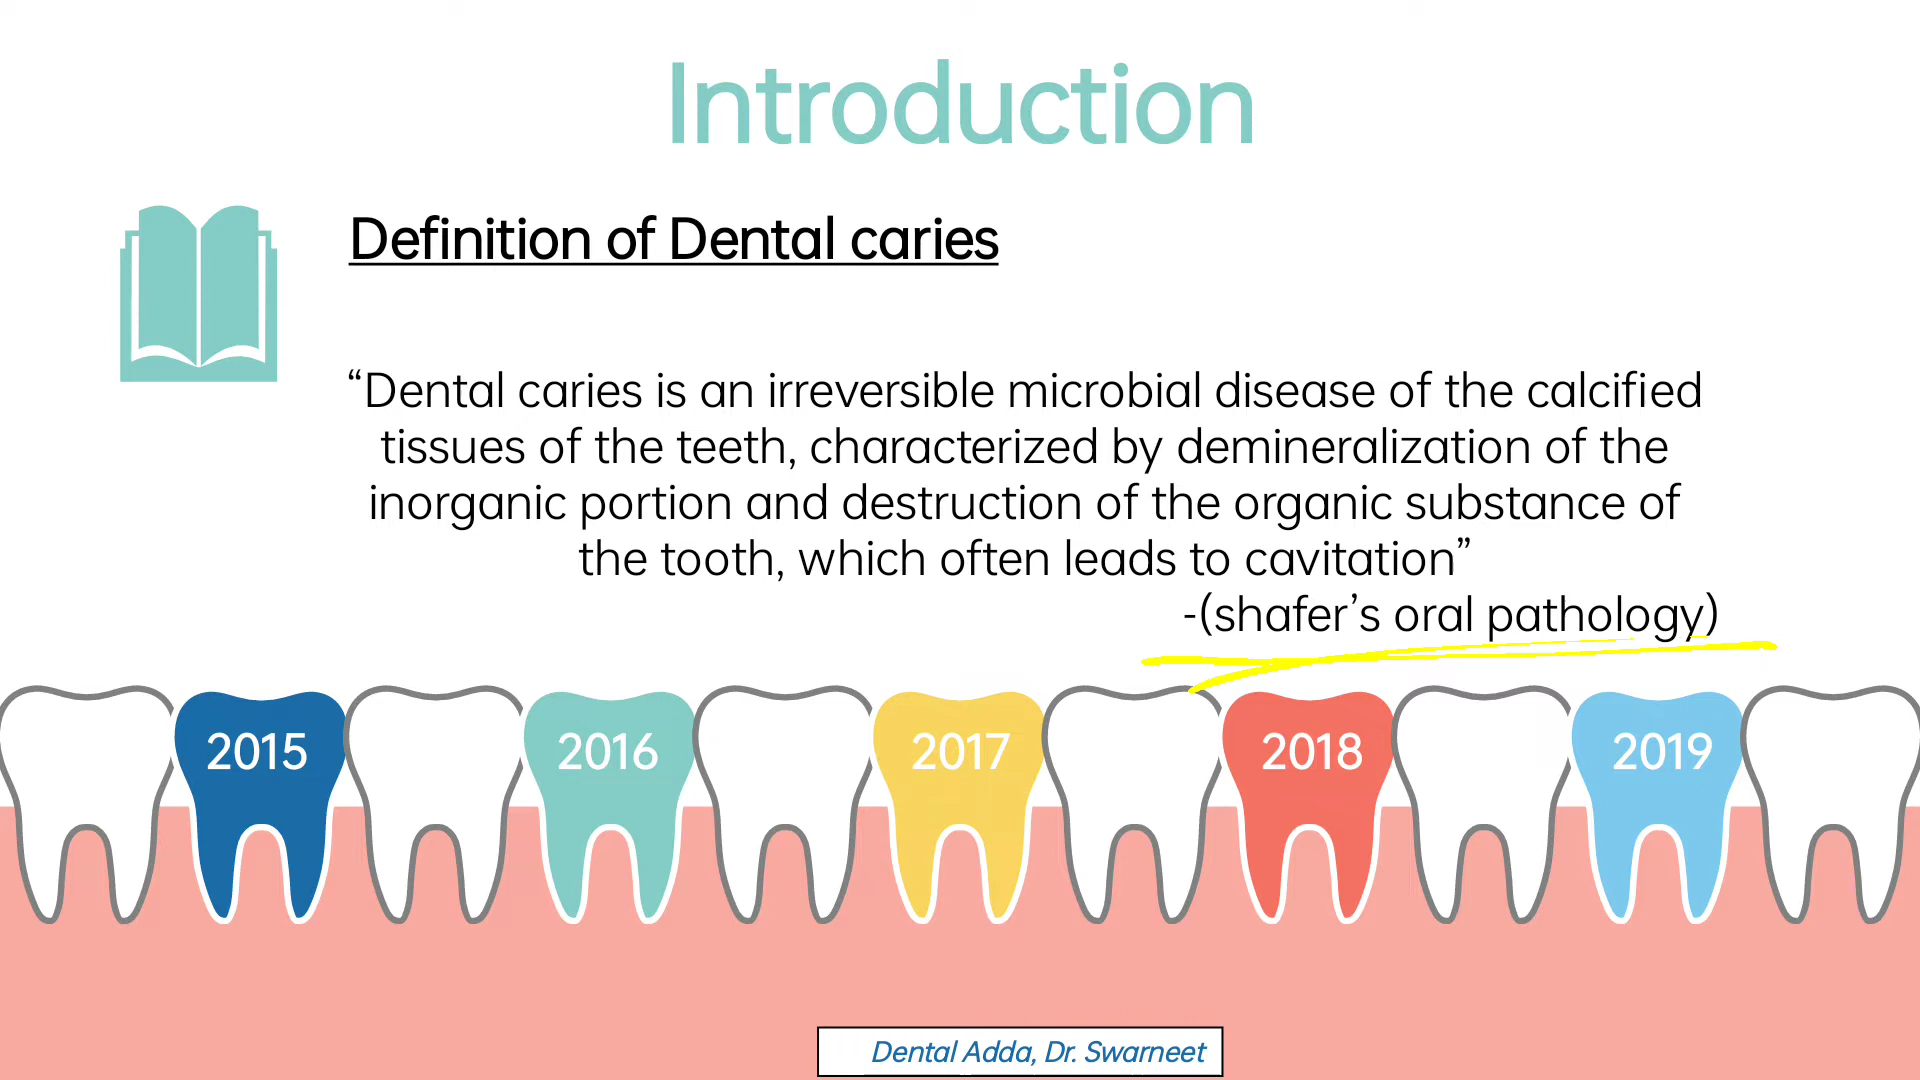 Introduction
Definition of Dental caries
“Dental caries is an irreversible microbial disease of the calcified
tissues of the teeth, characterized by demineralization of the
inorganic portion and destruction of the organic substance of
the tooth, which often leads to cavitation”
-(shafer’s oral pathology)
2015 2016 2017 2018 2019
Dental Adda, Dr. Swarneet